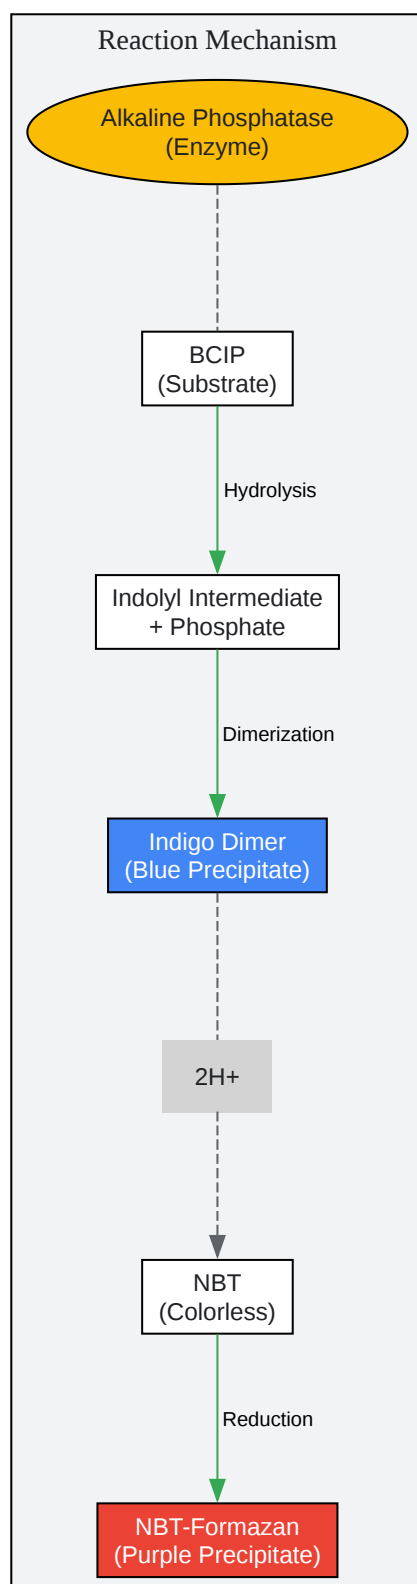 Reaction Mechanism
Alkaline Phosphatase
(Enzyme)
BCIP
(Substrate)
Hydrolysis
Indolyl Intermediate
+ Phosphate
Dimerization
Indigo Dimer
(Blue Precipitate)
2H+
NBT
(Colorless)
Reduction
NBT-Formazan
(Purple Precipitate)